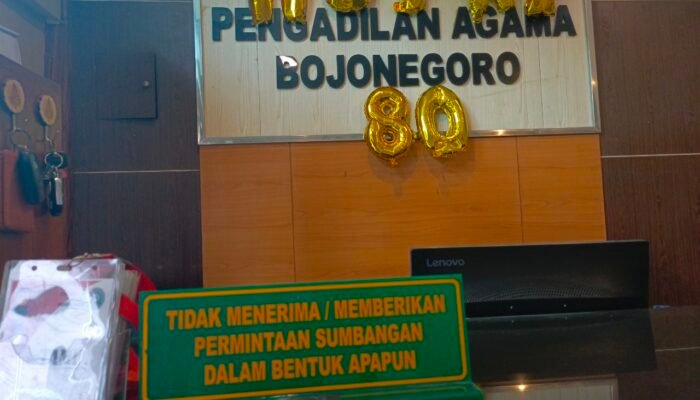 PENGADILAN AGAMA
BOJONEGORO
80
Lenovo
TIDAK MENERIMA / MEMBERIKAN
PERMINTAAN SUMBANGAN
DALAM BENTUK APAPUN